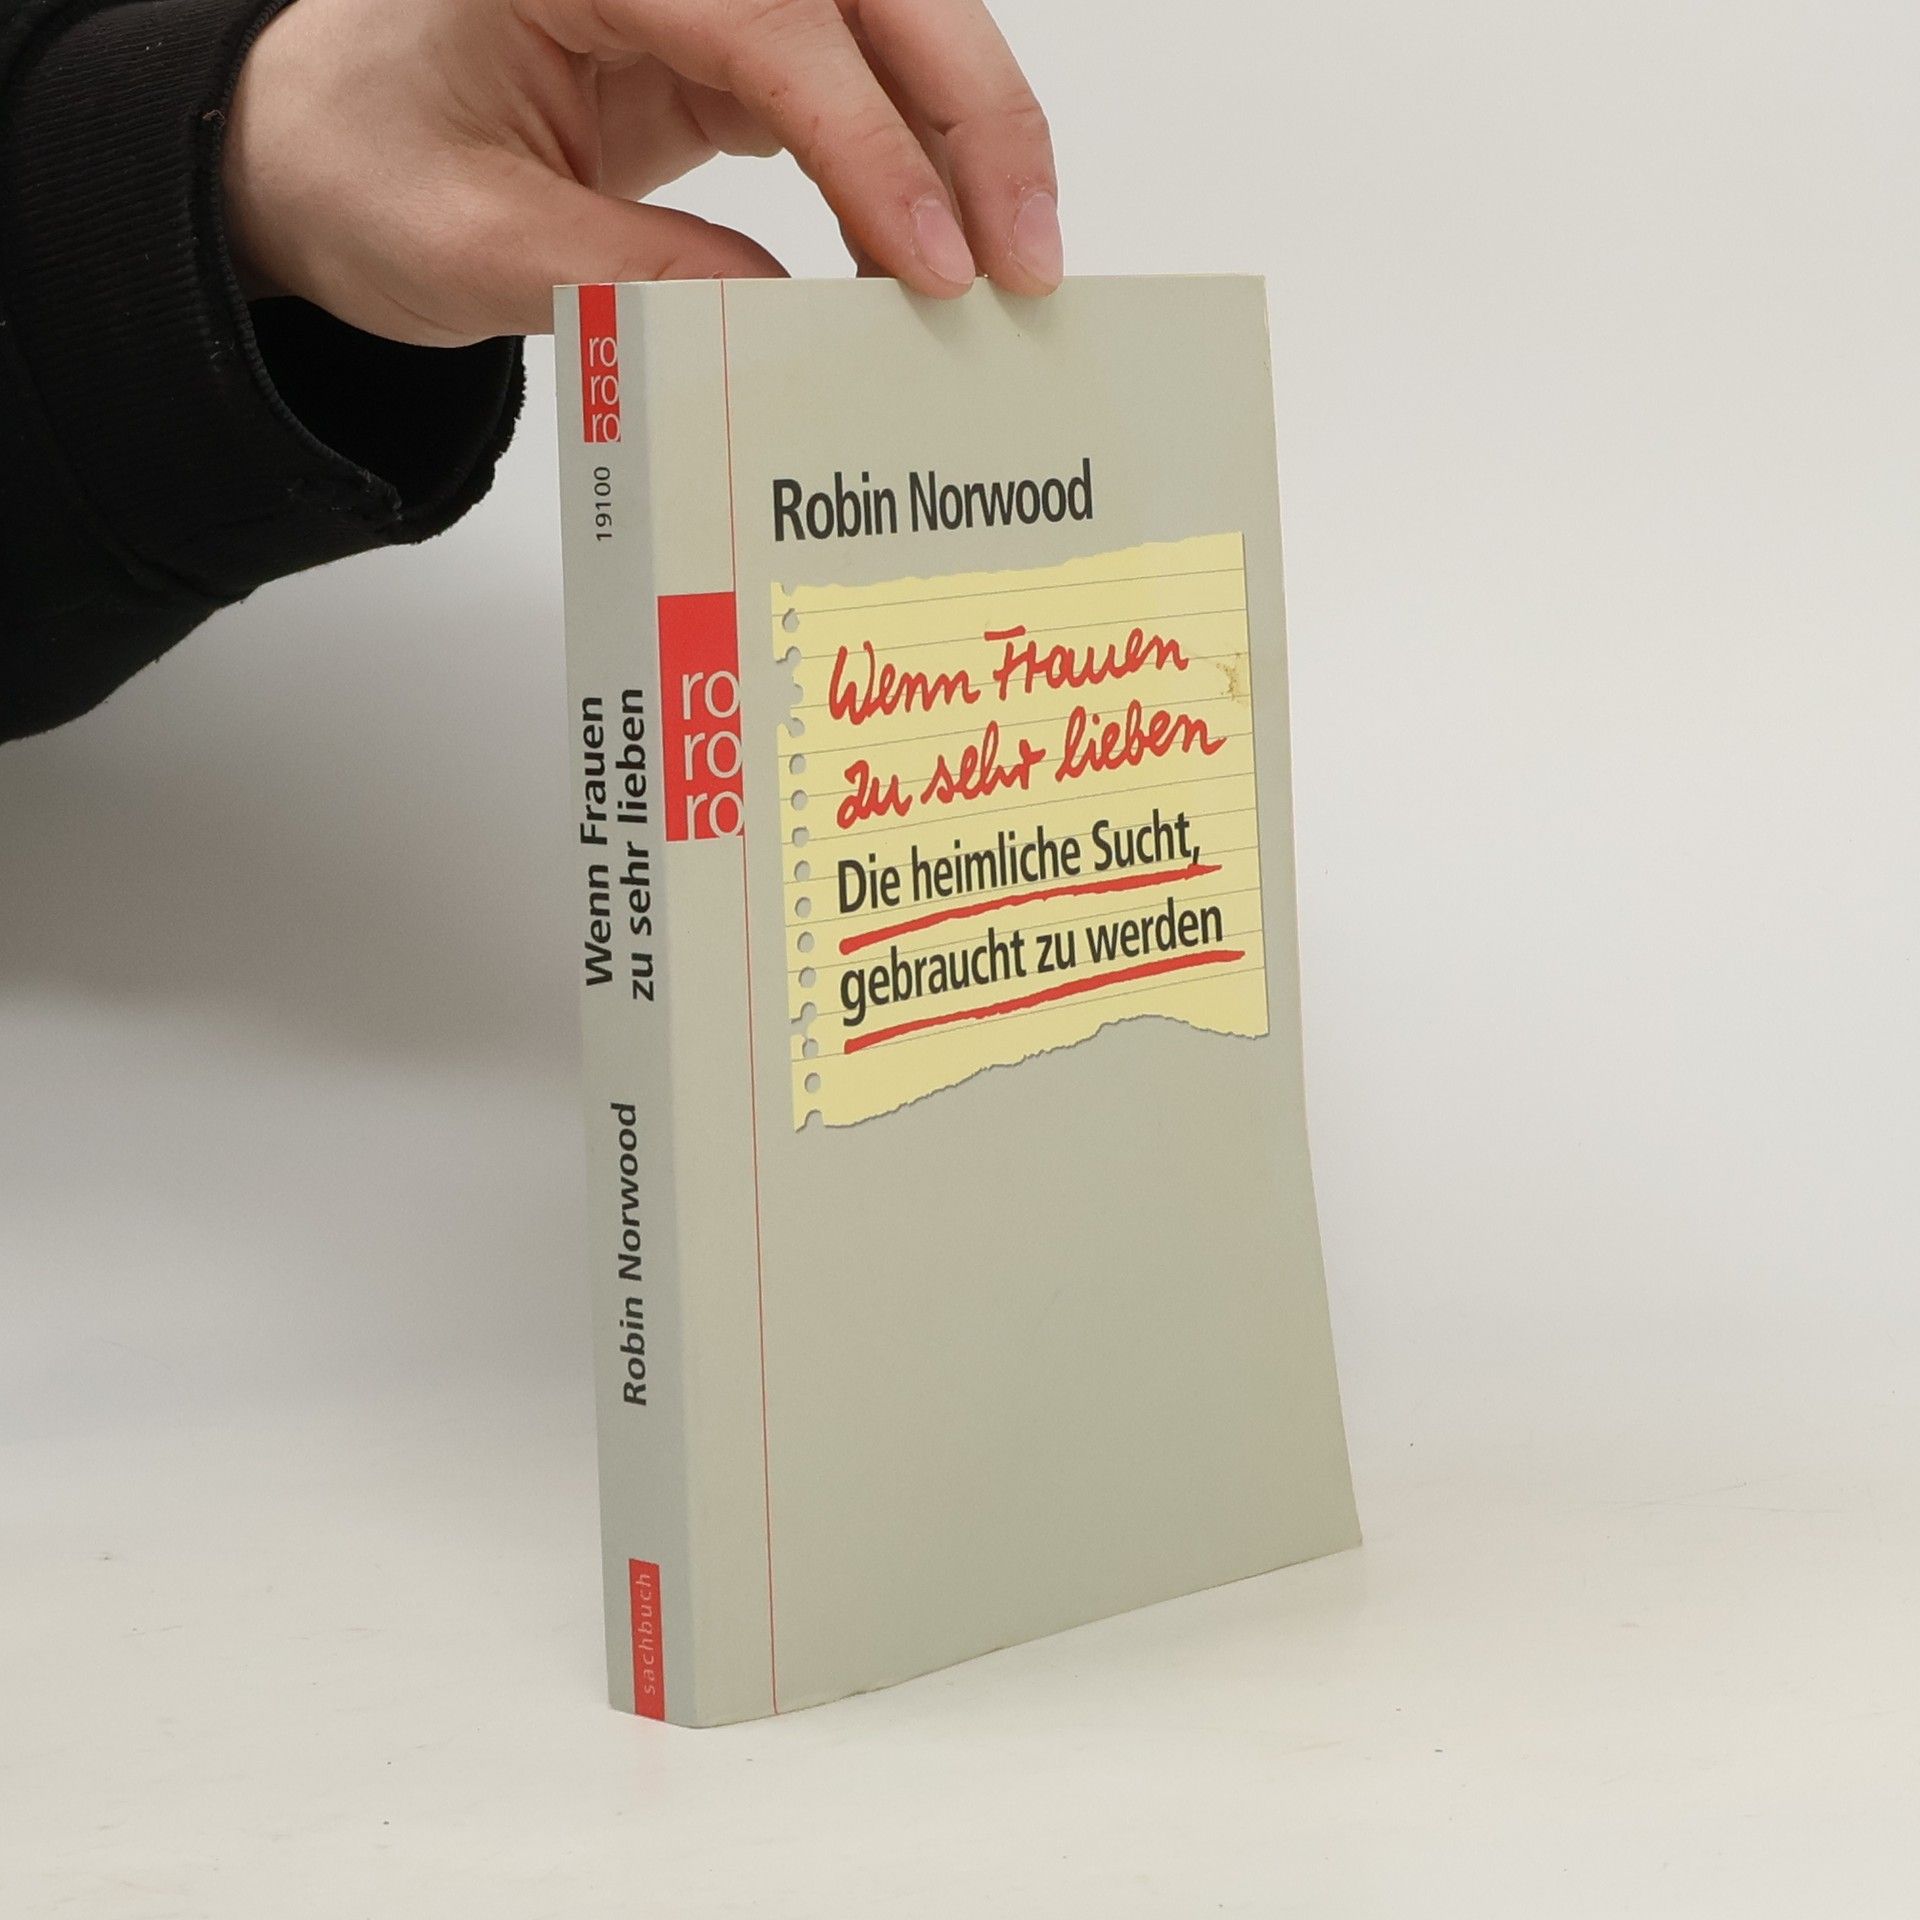 ro
ro
ro
19100
Wenn Frauen
zu sehr lieben
Robin Norwood
sachbuch
ro
ro
ro
Robin Norwood
Wenn Frauen
zu sehr lieben
Die heimliche Sucht,
gebraucht zu werden